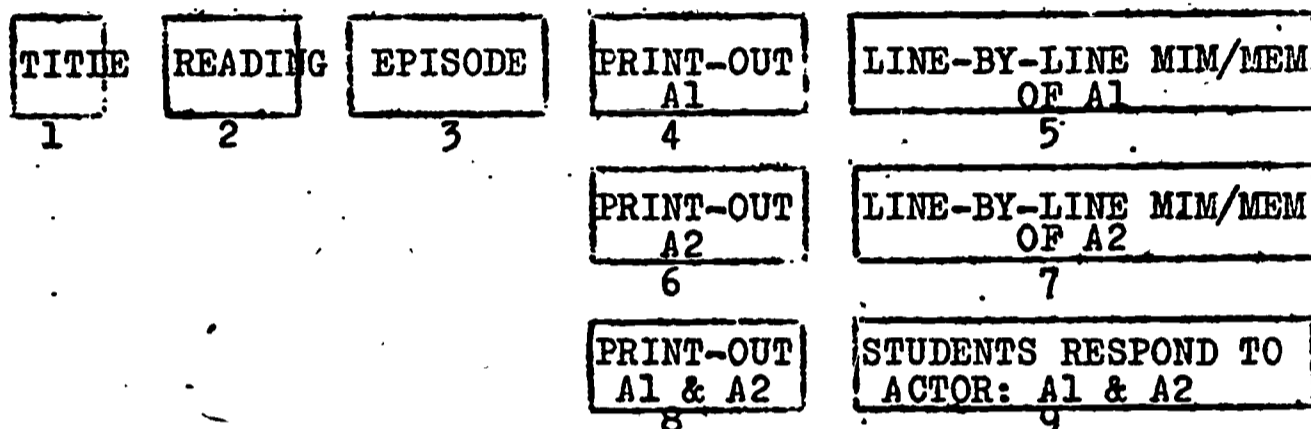 TITLE READING EPISODE PRINT-OUT A1 LINE-BY-LINE MIM/MEM OF A1
1 2 3 4 5
PRINT-OUT A2 LINE-BY-LINE MIM/MEM OF A2
6 7
PRINT-OUT A1 & A2 STUDENTS RESPOND TO ACTOR: A1 & A2
8 9